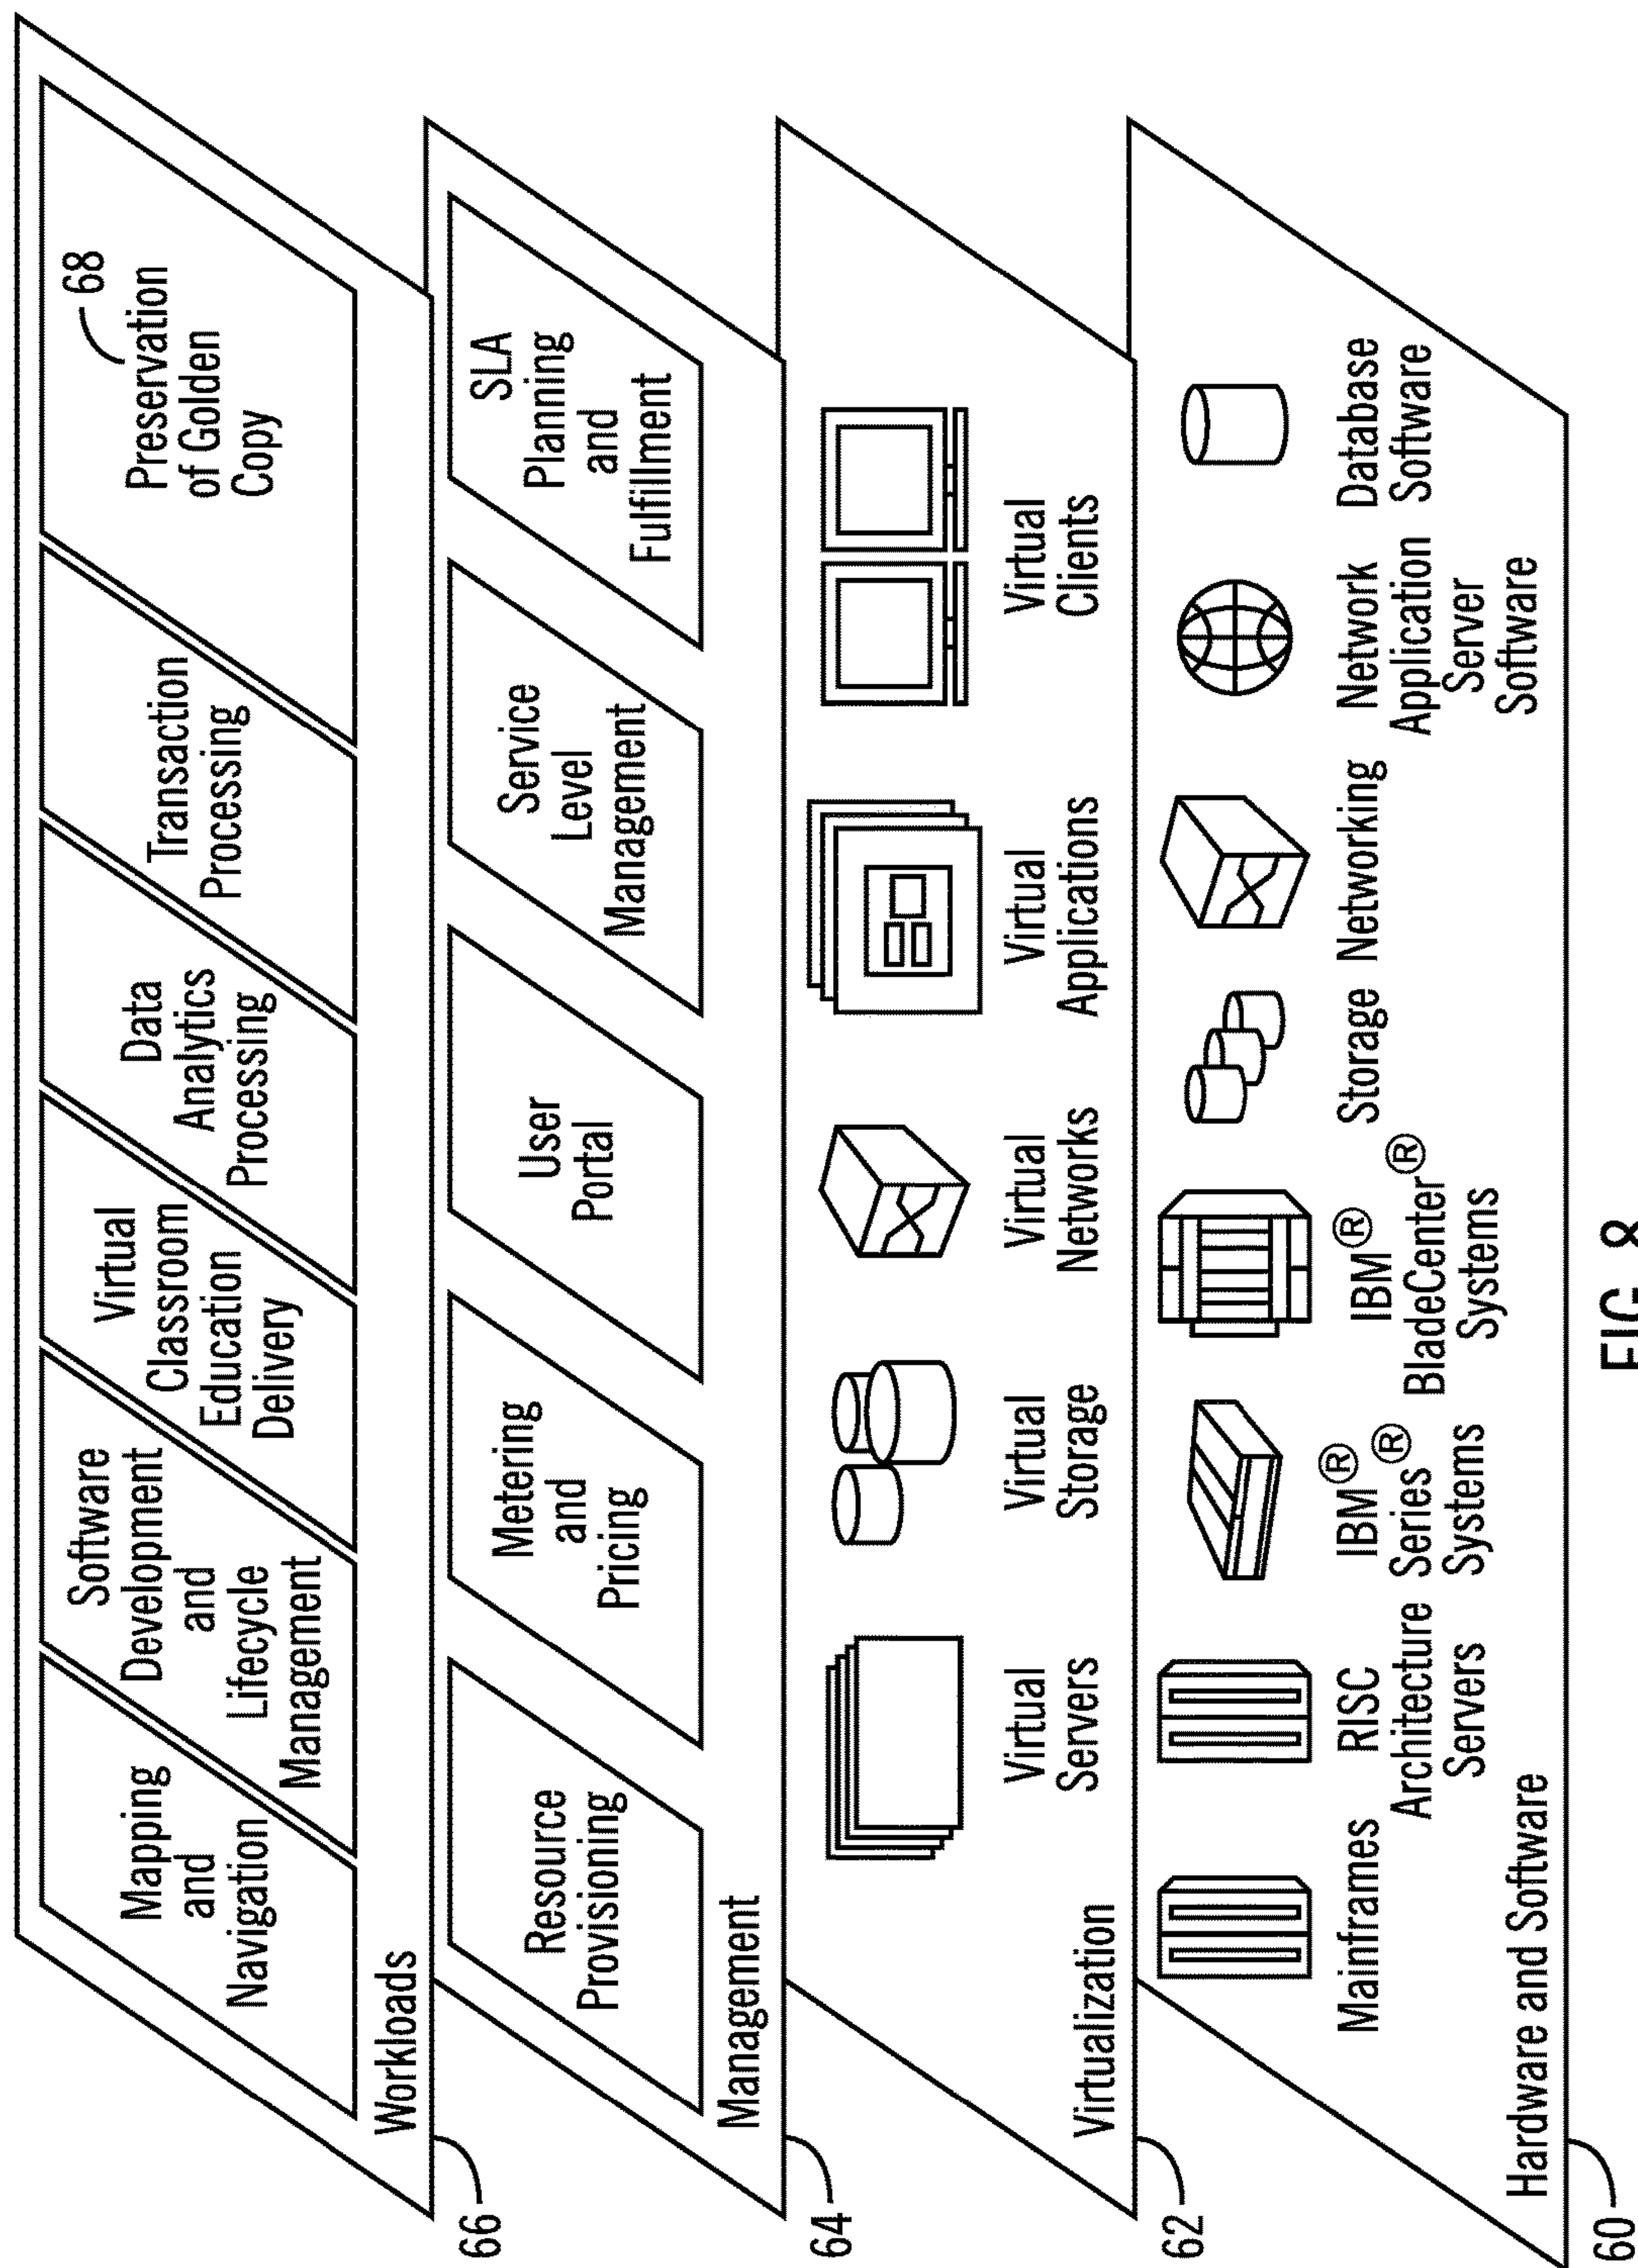 Mapping
and
Navigation
Software
Development
and
Lifecycle
Management
Virtual
Classroom
Education
Delivery
Data
Analytics
Processing
Transaction
Processing
68
Preservation
of Golden
Copy
Workloads
66
Resource
Provisioning
Metering
and
Pricing
User
Portal
Service
Level
Management
SLA
Planning
and
Fulfillment
Management
64
Virtual
Servers
Virtual
Storage
Virtual
Networks
Virtual
Applications
Virtual
Clients
Virtualization
62
Mainframes
RISC
Architecture
Servers
IBM®
Series®
Systems
IBM®
BladeCenter®
Systems
Storage
Networking
Network
Application
Server
Software
Database
Software
Hardware and Software
60
FIG. 8